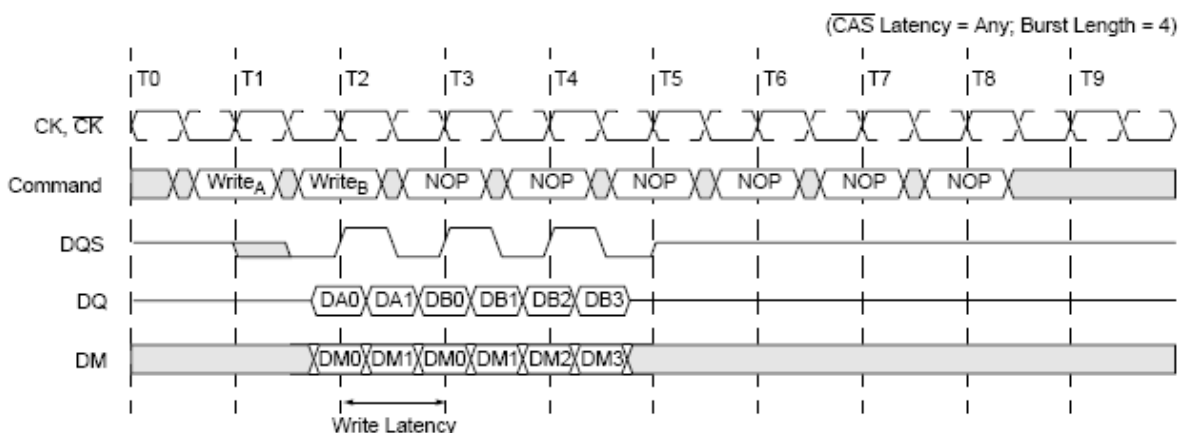 (CAS Latency = Any; Burst Length = 4)
T0 T1 T2 T3 T4 T5 T6 T7 T8 T9
CK, CK
Command WriteA WriteB NOP NOP NOP NOP NOP NOP
DQS
DQ DA0 DA1 DB0 DB1 DB2 DB3
DM DM0 DM1 DM0 DM1 DM2 DM3
Write Latency